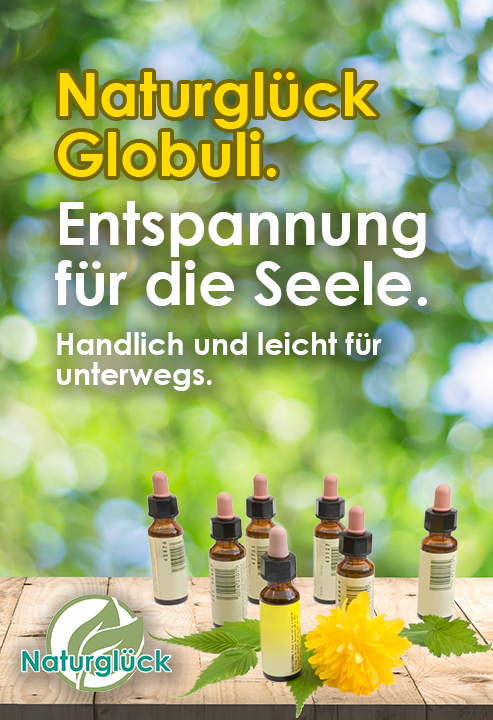 Naturglück
Globuli.
Entspannung
für die Seele.
Handlich und leicht für
unterwegs.
Naturglück